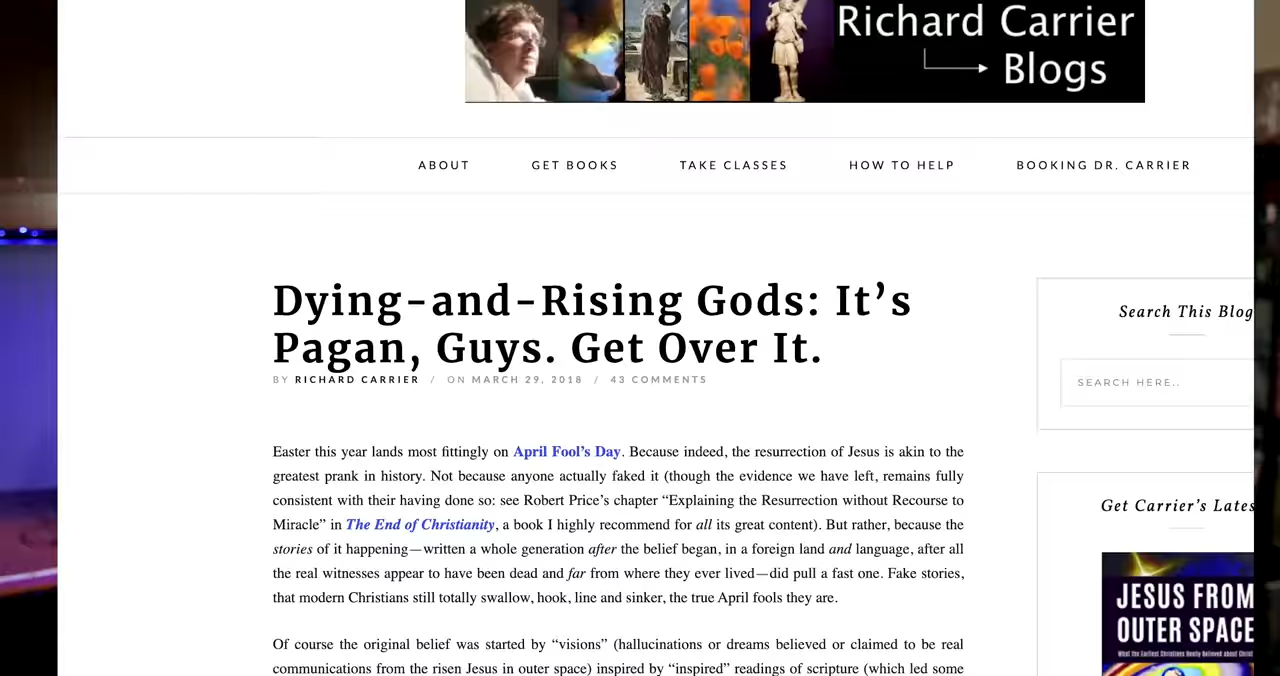 Richard Carrier
Blogs
ABOUT GET BOOKS TAKE CLASSES HOW TO HELP BOOKING DR. CARRIER
Dying-and-Rising Gods: It’s
Pagan, Guys. Get Over It.
BY RICHARD CARRIER / ON MARCH 29, 2018 / 43 COMMENTS
Easter this year lands most fittingly on April Fool’s Day. Because indeed, the resurrection of Jesus is akin to the
greatest prank in history. Not because anyone actually faked it (though the evidence we have left, remains fully
consistent with their having done so: see Robert Price’s chapter “Explaining the Resurrection without Recourse to
Miracle” in The End of Christianity, a book I highly recommend for all its great content). But rather, because the
stories of it happening—written a whole generation after the belief began, in a foreign land and language, after all
the real witnesses appear to have been dead and far from where they ever lived—did pull a fast one. Fake stories,
that modern Christians still totally swallow, hook, line and sinker, the true April fools they are.
Of course the original belief was started by “visions” (hallucinations or dreams believed or claimed to be real
communications from the risen Jesus in outer space) inspired by “inspired” readings of scripture (which led some
Search This Blog
SEARCH HERE..
Get Carrier’s Lates
JESUS FROM
OUTER SPACE
What the Earliest Christians Really Believed about Christ